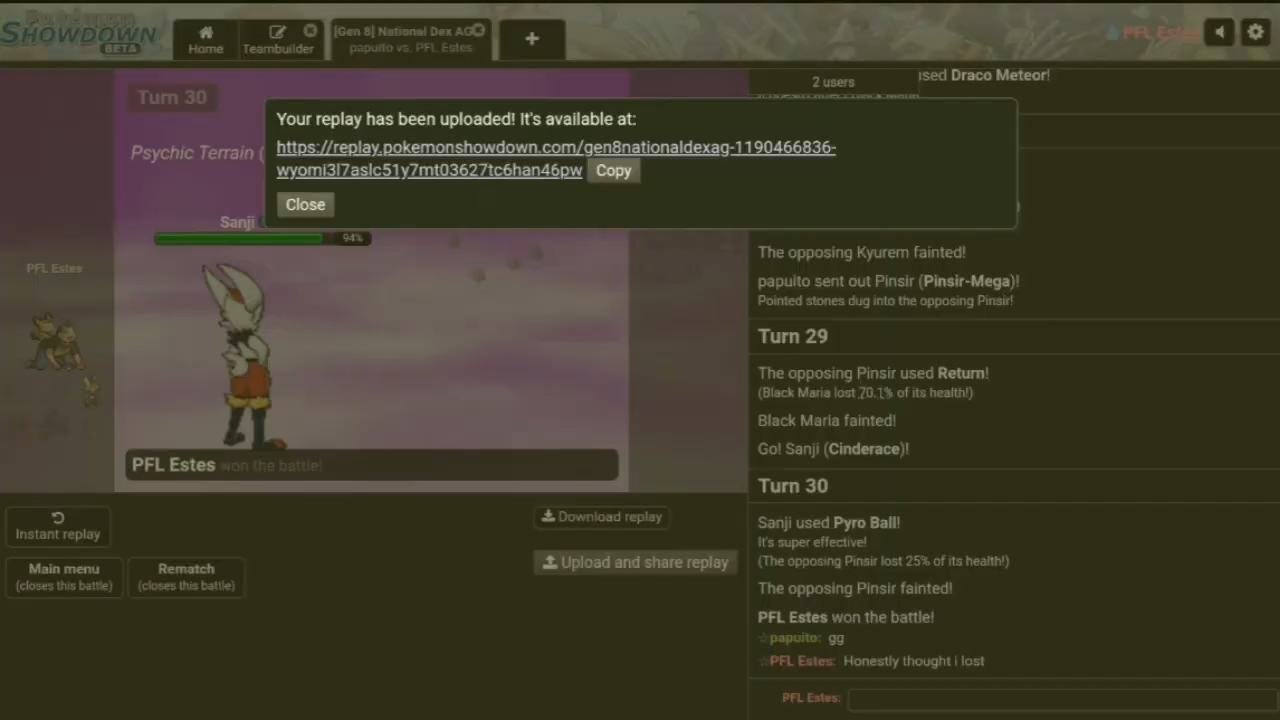 Pokémon
SHOWDOWN
BETA
Home
Teambuilder
[Gen 8] National Dex AG
papuito vs. PFL Estes
+
PFL Estes
Turn 30
2 users
used Draco Meteor!
Your replay has been uploaded! It's available at:
https://replay.pokemonshowdown.com/gen8nationaldexag-1190466836-
wyomi3l7aslc51y7mt03627tc6han46pw Copy
Close
Psychic Terrain (
Sanji
94%
PFL Estes
PFL Estes won the battle!
The opposing Kyurem fainted!
papuito sent out Pinsir (Pinsir-Mega)!
Pointed stones dug into the opposing Pinsir!
Turn 29
The opposing Pinsir used Return!
(Black Maria lost 70.1% of its health!)
Black Maria fainted!
Go! Sanji (Cinderace)!
Turn 30
Sanji used Pyro Ball!
It's super effective!
(The opposing Pinsir lost 25% of its health!)
The opposing Pinsir fainted!
PFL Estes won the battle!
☆papuito: gg
☆PFL Estes: Honestly thought i lost
PFL Estes:
Instant replay
Download replay
Upload and share replay
Main menu
(closes this battle)
Rematch
(closes this battle)